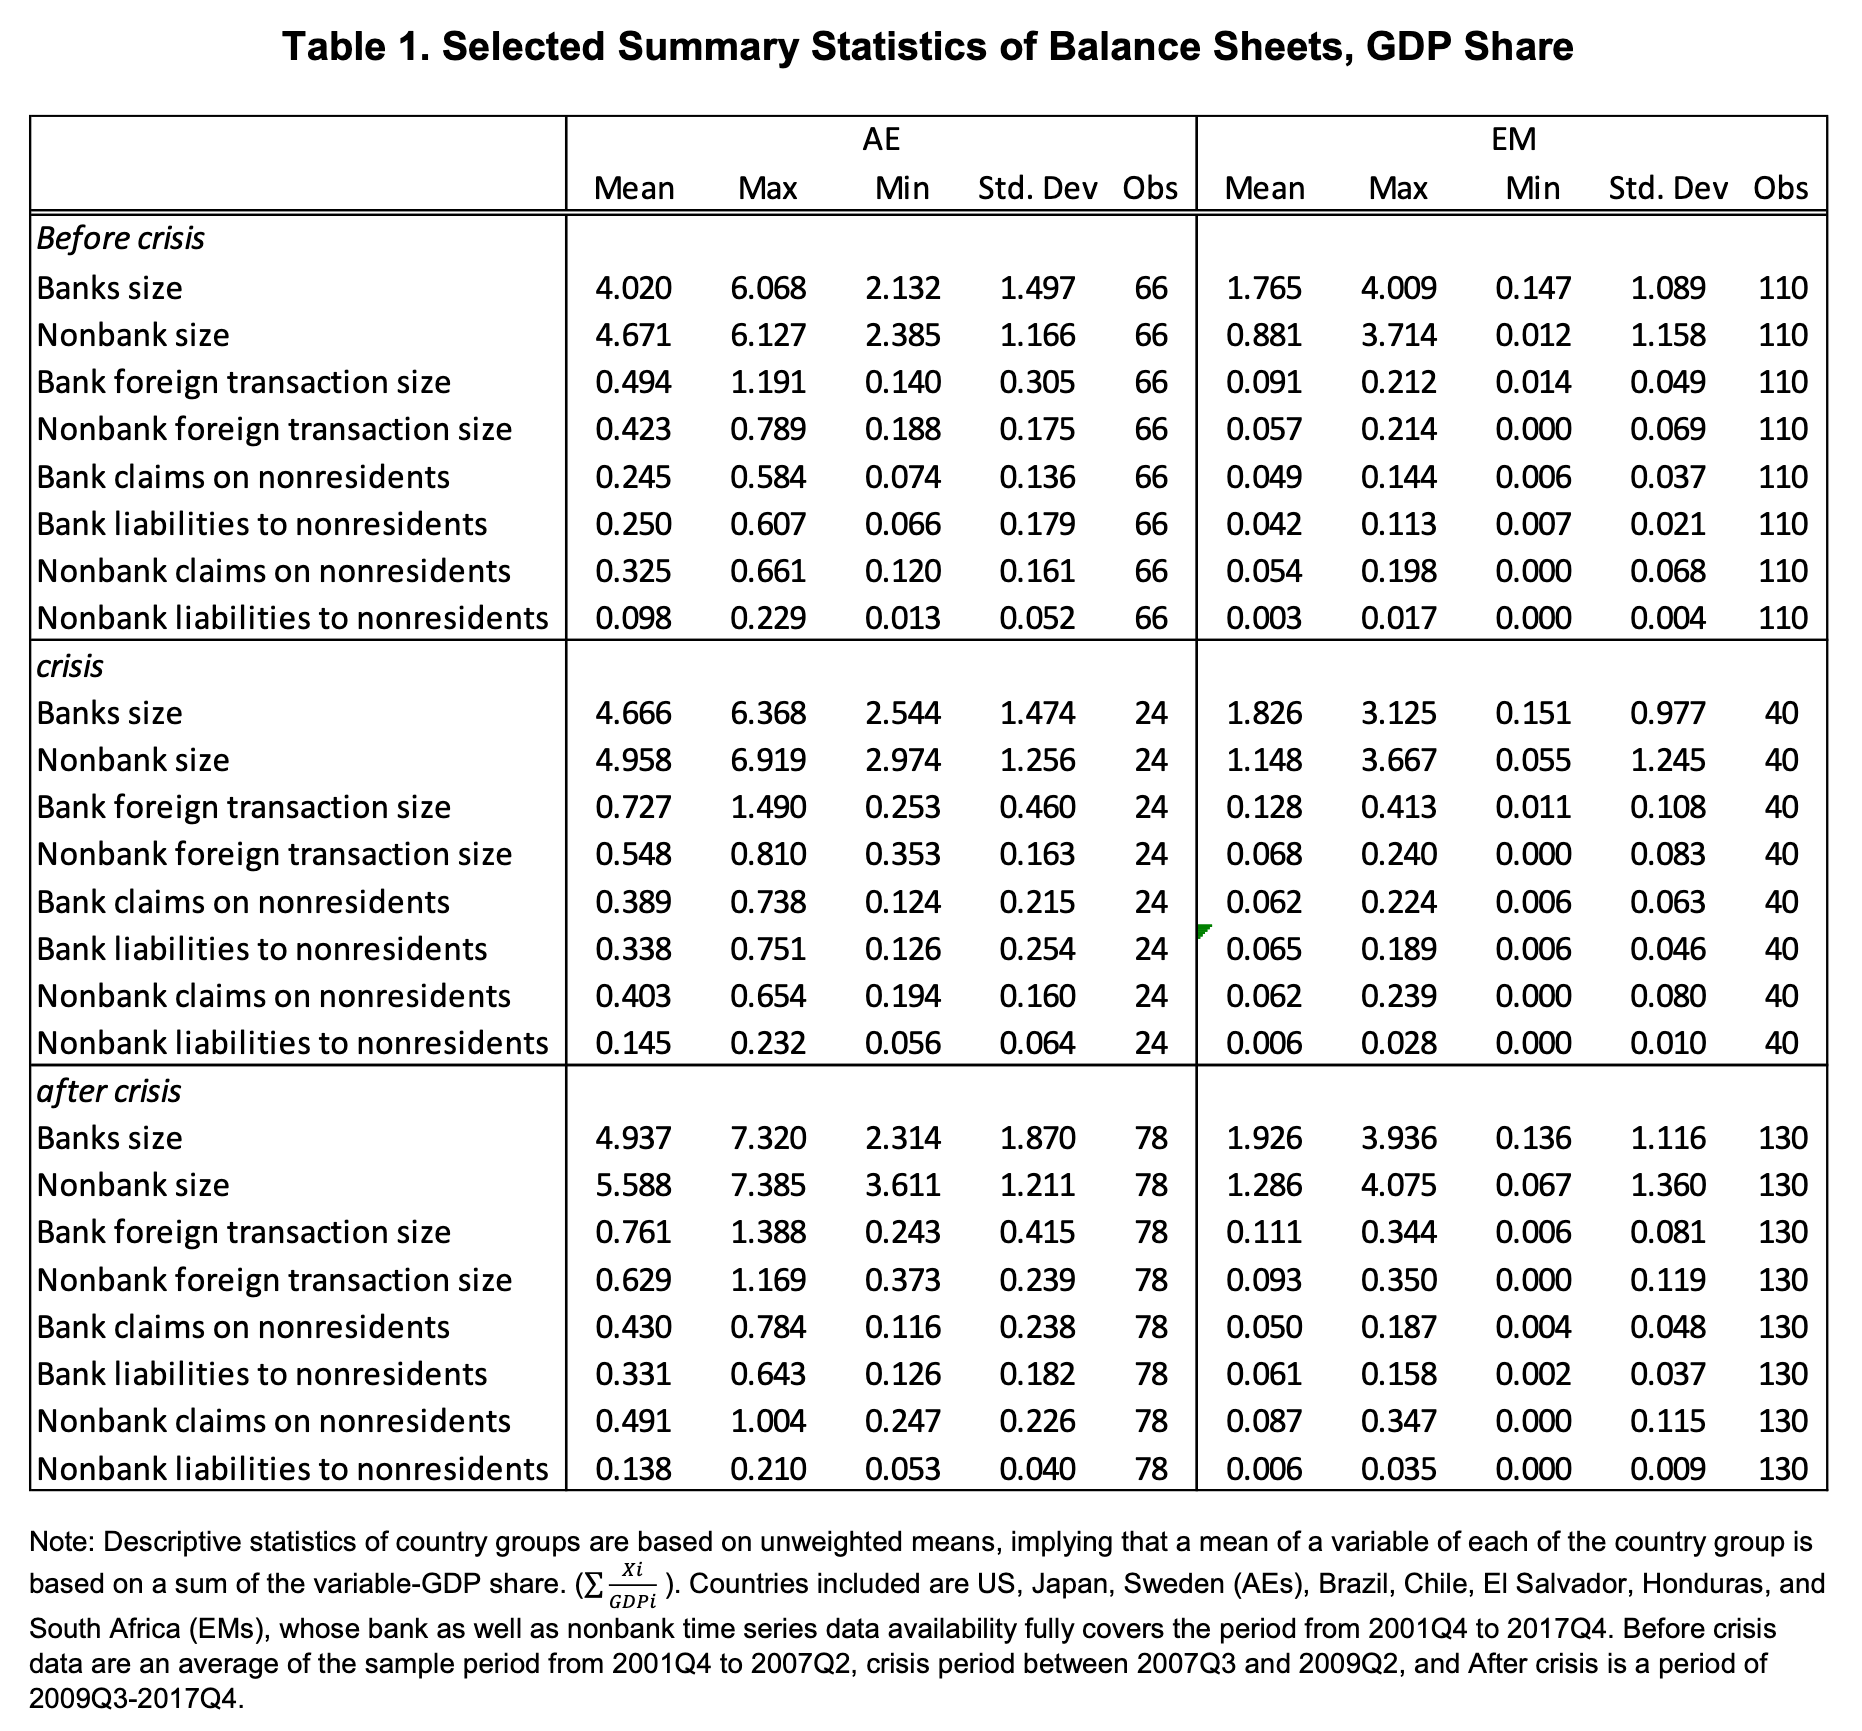 Table 1. Selected Summary Statistics of Balance Sheets, GDP Share
AE EM
Mean Max Min Std. Dev Obs Mean Max Min Std. Dev Obs
Before crisis
Banks size 4.020 6.068 2.132 1.497 66 1.765 4.009 0.147 1.089 110
Nonbank size 4.671 6.127 2.385 1.166 66 0.881 3.714 0.012 1.158 110
Bank foreign transaction size 0.494 1.191 0.140 0.305 66 0.091 0.212 0.014 0.049 110
Nonbank foreign transaction size 0.423 0.789 0.188 0.175 66 0.057 0.214 0.000 0.069 110
Bank claims on nonresidents 0.245 0.584 0.074 0.136 66 0.049 0.144 0.006 0.037 110
Bank liabilities to nonresidents 0.250 0.607 0.066 0.179 66 0.042 0.113 0.007 0.021 110
Nonbank claims on nonresidents 0.325 0.661 0.120 0.161 66 0.054 0.198 0.000 0.068 110
Nonbank liabilities to nonresidents 0.098 0.229 0.013 0.052 66 0.003 0.017 0.000 0.004 110
crisis
Banks size 4.666 6.368 2.544 1.474 24 1.826 3.125 0.151 0.977 40
Nonbank size 4.958 6.919 2.974 1.256 24 1.148 3.667 0.055 1.245 40
Bank foreign transaction size 0.727 1.490 0.253 0.460 24 0.128 0.413 0.011 0.108 40
Nonbank foreign transaction size 0.548 0.810 0.353 0.163 24 0.068 0.240 0.000 0.083 40
Bank claims on nonresidents 0.389 0.738 0.124 0.215 24 0.062 0.224 0.006 0.063 40
Bank liabilities to nonresidents 0.338 0.751 0.126 0.254 24 0.065 0.189 0.006 0.046 40
Nonbank claims on nonresidents 0.403 0.654 0.194 0.160 24 0.062 0.239 0.000 0.080 40
Nonbank liabilities to nonresidents 0.145 0.232 0.056 0.064 24 0.006 0.028 0.000 0.010 40
after crisis
Banks size 4.937 7.320 2.314 1.870 78 1.926 3.936 0.136 1.116 130
Nonbank size 5.588 7.385 3.611 1.211 78 1.286 4.075 0.067 1.360 130
Bank foreign transaction size 0.761 1.388 0.243 0.415 78 0.111 0.344 0.006 0.081 130
Nonbank foreign transaction size 0.629 1.169 0.373 0.239 78 0.093 0.350 0.000 0.119 130
Bank claims on nonresidents 0.430 0.784 0.116 0.238 78 0.050 0.187 0.004 0.048 130
Bank liabilities to nonresidents 0.331 0.643 0.126 0.182 78 0.061 0.158 0.002 0.037 130
Nonbank claims on nonresidents 0.491 1.004 0.247 0.226 78 0.087 0.347 0.000 0.115 130
Nonbank liabilities to nonresidents 0.138 0.210 0.053 0.040 78 0.006 0.035 0.000 0.009 130
Note: Descriptive statistics of country groups are based on unweighted means, implying that a mean of a variable of each of the country group is
based on a sum of the variable-GDP share. (∑ Xi/GDPi ). Countries included are US, Japan, Sweden (AEs), Brazil, Chile, El Salvador, Honduras, and
South Africa (EMs), whose bank as well as nonbank time series data availability fully covers the period from 2001Q4 to 2017Q4. Before crisis
data are an average of the sample period from 2001Q4 to 2007Q2, crisis period between 2007Q3 and 2009Q2, and After crisis is a period of
2009Q3-2017Q4.